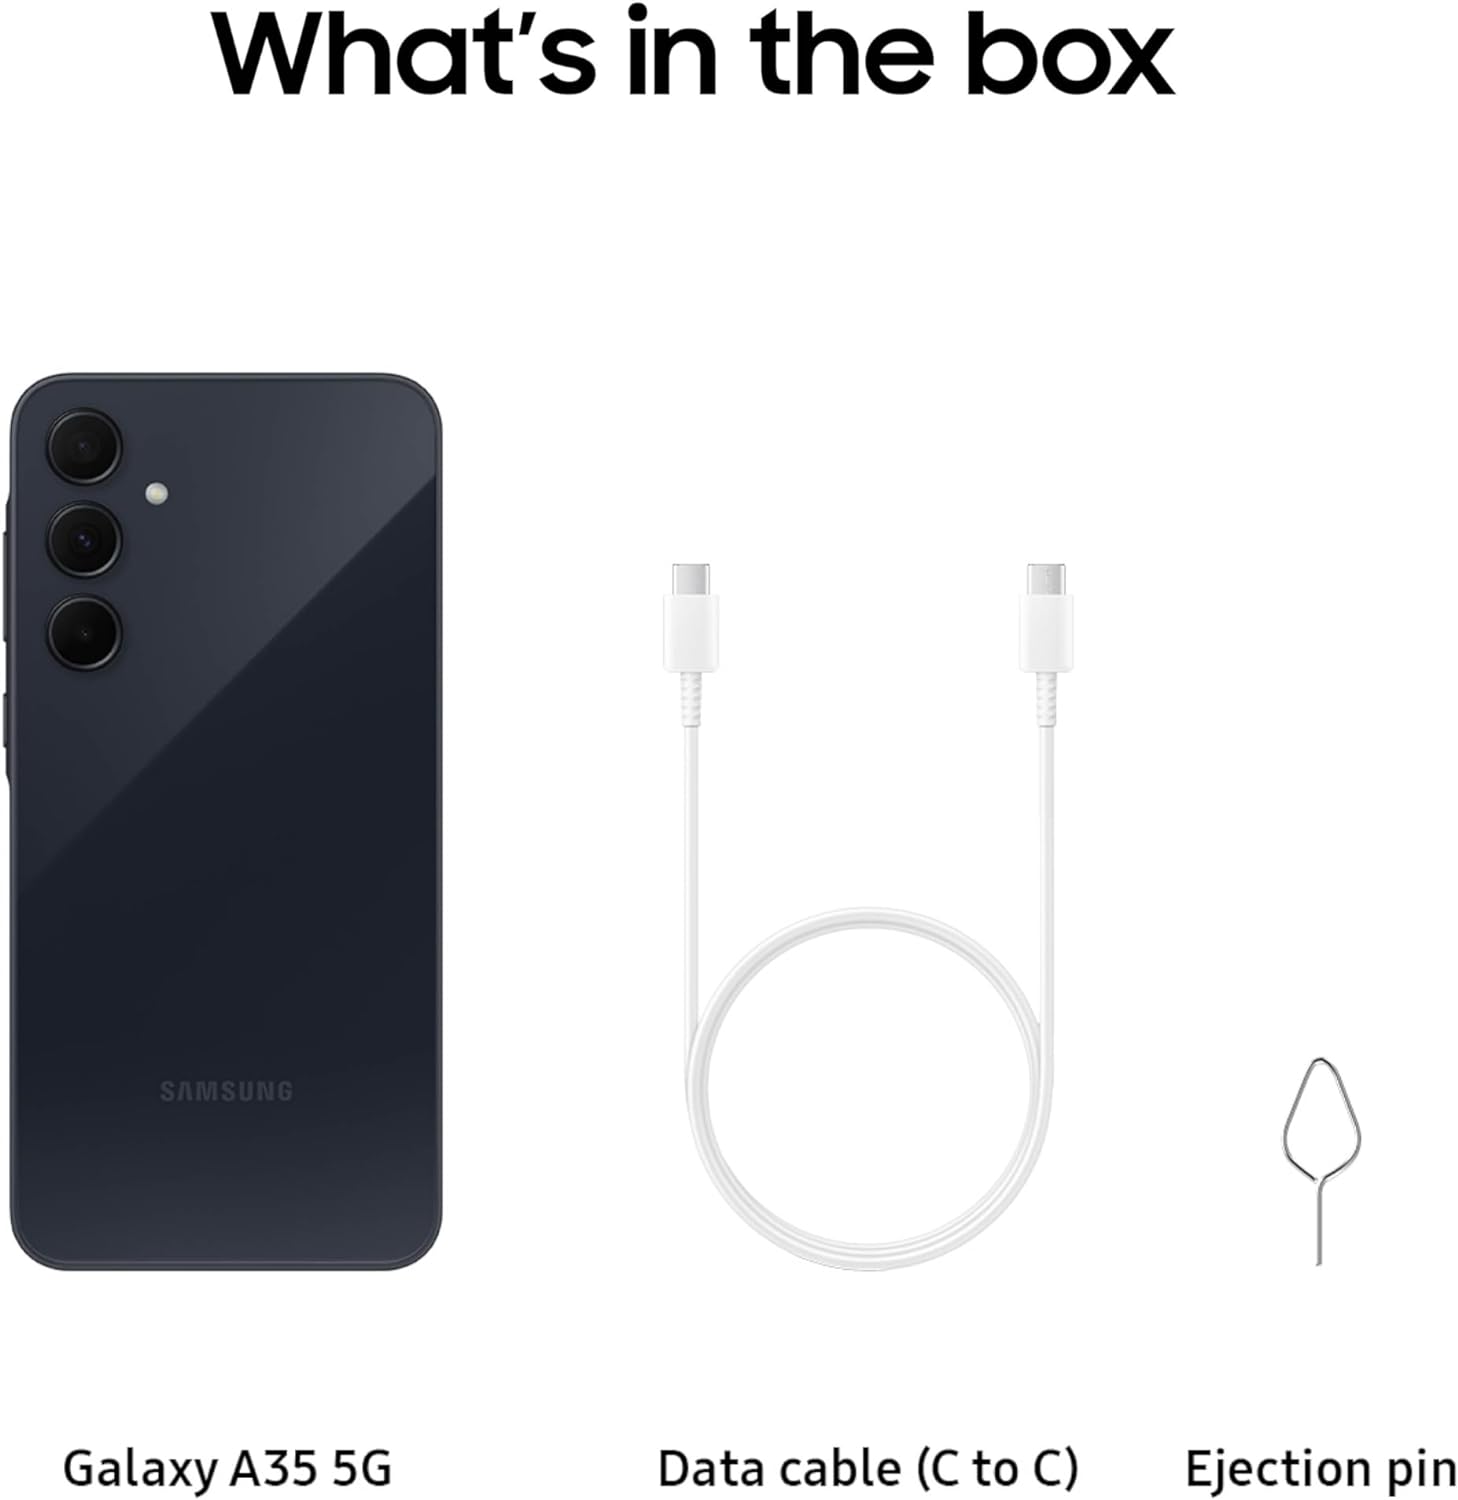 What's in the box
SAMSUNG
Galaxy A35 5G
Data cable (C to C)
Ejection pin